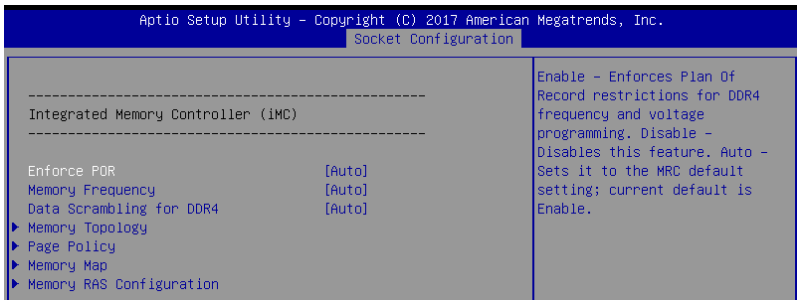 Aptio Setup Utility – Copyright (C) 2017 American Megatrends, Inc.
Socket Configuration
------------------------------------------------
Integrated Memory Controller (iMC)
------------------------------------------------
Enforce POR [Auto]
Memory Frequency [Auto]
Data Scrambling for DDR4 [Auto]
Memory Topology
Page Policy
Memory Map
Memory RAS Configuration
Enable – Enforces Plan Of
Record restrictions for DDR4
frequency and voltage
programming. Disable –
Disables this feature. Auto –
Sets it to the MRC default
setting; current default is
Enable.